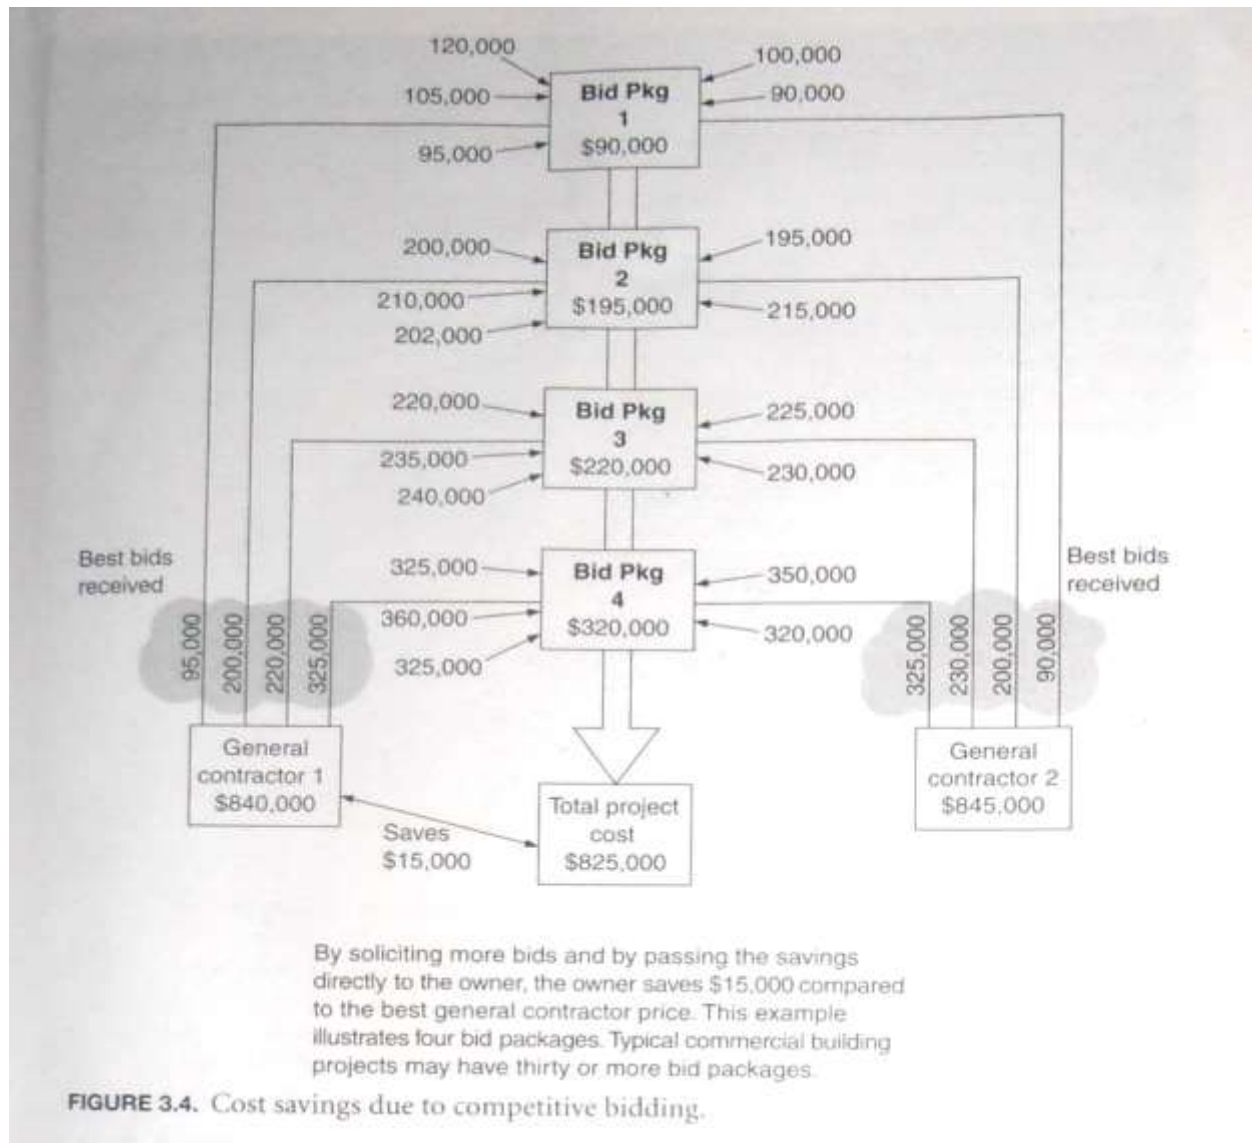 120,000
100,000
105,000
90,000
95,000
Bid Pkg
1
$90,000
200,000
195,000
210,000
215,000
202,000
Bid Pkg
2
$195,000
220,000
225,000
235,000
230,000
240,000
Bid Pkg
3
$220,000
325,000
350,000
360,000
320,000
325,000
Bid Pkg
4
$320,000
Best bids
received
95,000
200,000
220,000
325,000
Best bids
received
325,000
230,000
200,000
90,000
General
contractor 1
$840,000
Saves
$15,000
Total project
cost
$825,000
General
contractor 2
$845,000
By soliciting more bids and by passing the savings
directly to the owner, the owner saves $15,000 compared
to the best general contractor price. This example
illustrates four bid packages. Typical commercial building
projects may have thirty or more bid packages.
FIGURE 3.4. Cost savings due to competitive bidding.